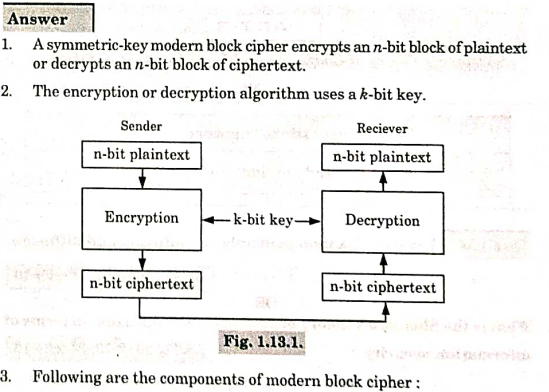 Answer
1. A symmetric-key modern block cipher encrypts an n-bit block of plaintext
or decrypts an n-bit block of ciphertext.
2. The encryption or decryption algorithm uses a k-bit key.
Sender Reciever
n-bit plaintext n-bit plaintext
Encryption k-bit key Decryption
n-bit ciphertext n-bit ciphertext
Fig. 1.13.1.
3. Following are the components of modern block cipher :